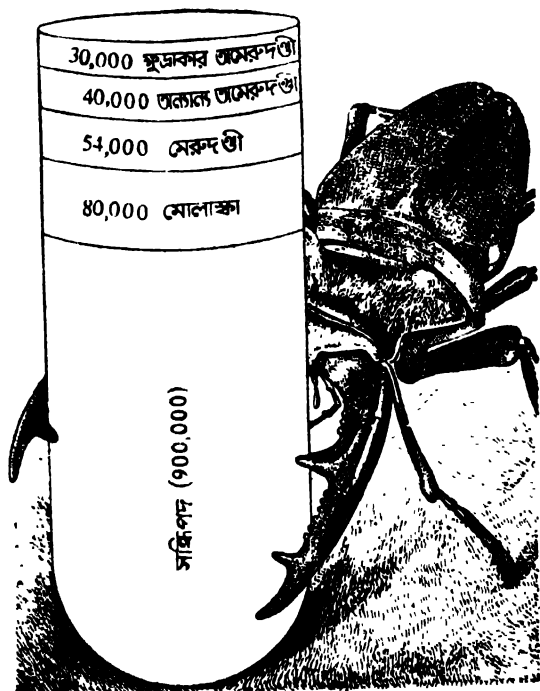 30,000 ক্ষুদ্রাকার অমেরুদণ্ডী
40,000 অন্যান্য অমেরুদণ্ডী
54,000 মেরুদণ্ডী
80,000 মোলাস্কা
সন্ধিপদ (900,000)